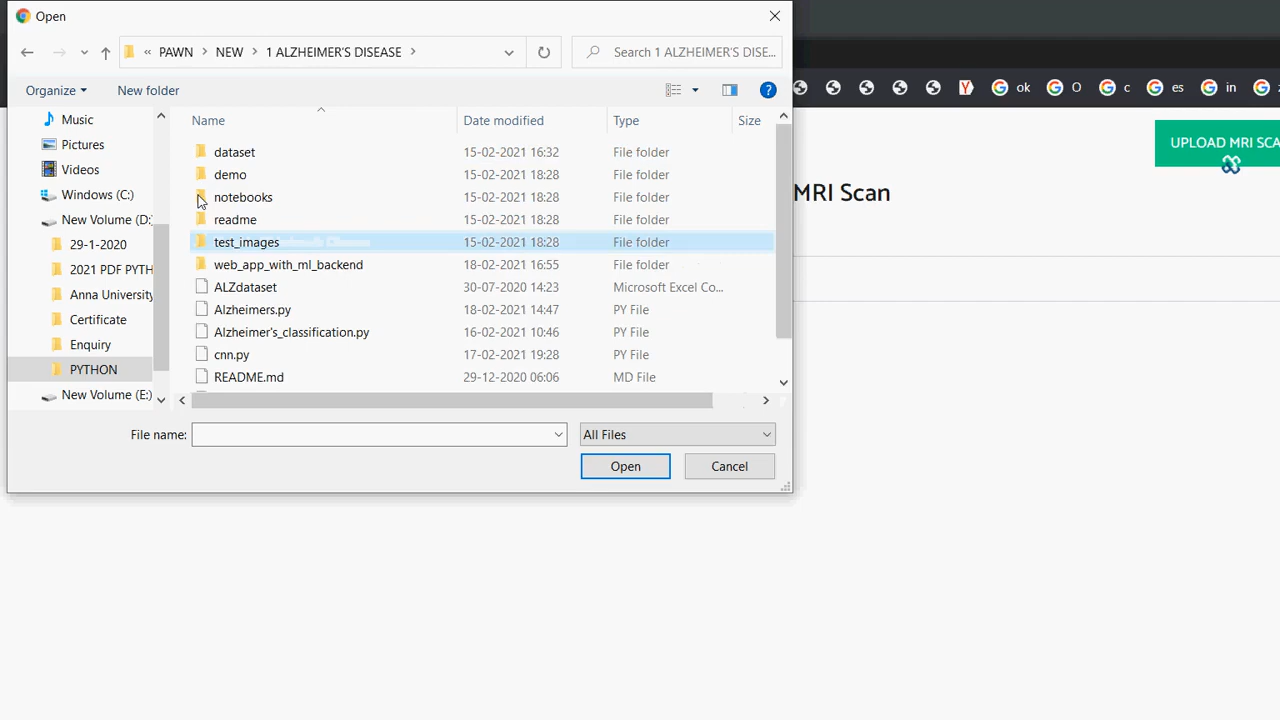 Open
« PAWN > NEW > 1 ALZHEIMER'S DISEASE >
Search 1 ALZHEIMER'S DISE...
Organize
New folder
ok
O
c
es
in
UPLOAD MRI SCA
MRI Scan
Music
Pictures
Videos
Windows (C:)
New Volume (D:)
29-1-2020
2021 PDF PYTH
Anna University
Certificate
Enquiry
PYTHON
New Volume (E:)
Name Date modified Type Size
dataset 15-02-2021 16:32 File folder
demo 15-02-2021 18:28 File folder
notebooks 15-02-2021 18:28 File folder
readme 15-02-2021 18:28 File folder
test_images 15-02-2021 18:28 File folder
web_app_with_ml_backend 18-02-2021 16:55 File folder
ALZdataset 30-07-2020 14:23 Microsoft Excel Co...
Alzheimers.py 18-02-2021 14:47 PY File
Alzheimer's_classification.py 16-02-2021 10:46 PY File
cnn.py 17-02-2021 19:28 PY File
README.md 29-12-2020 06:06 MD File
File name:
All Files
Open
Cancel